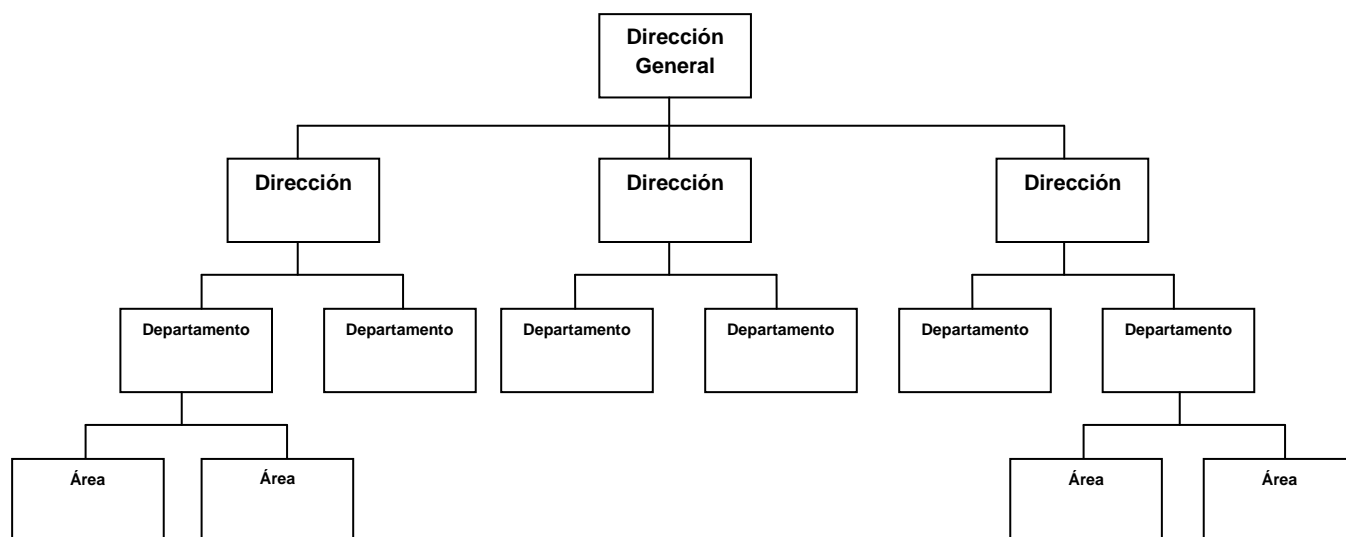 Dirección
General
Dirección
Dirección
Dirección
Departamento
Departamento
Departamento
Departamento
Departamento
Departamento
Área
Área
Área
Área